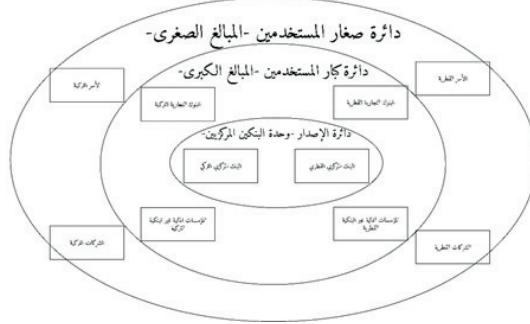 دائرة صغار المستخدمين -المبالغ الصغرى-
دائرة كبار المستخدمين -المبالغ الكبرى-
الأسر القطرية
الأسر التركية
البنوك التجارية القطرية
البنوك التجارية التركية
دائرة الإصدار -وحدة البنكين المركزيين-
البنك المركزي القطري
البنك المركزي التركي
المؤسسات المالية غير البنكية
القطرية
المؤسسات المالية غير البنكية
التركية
الشركات القطرية
الشركات التركية